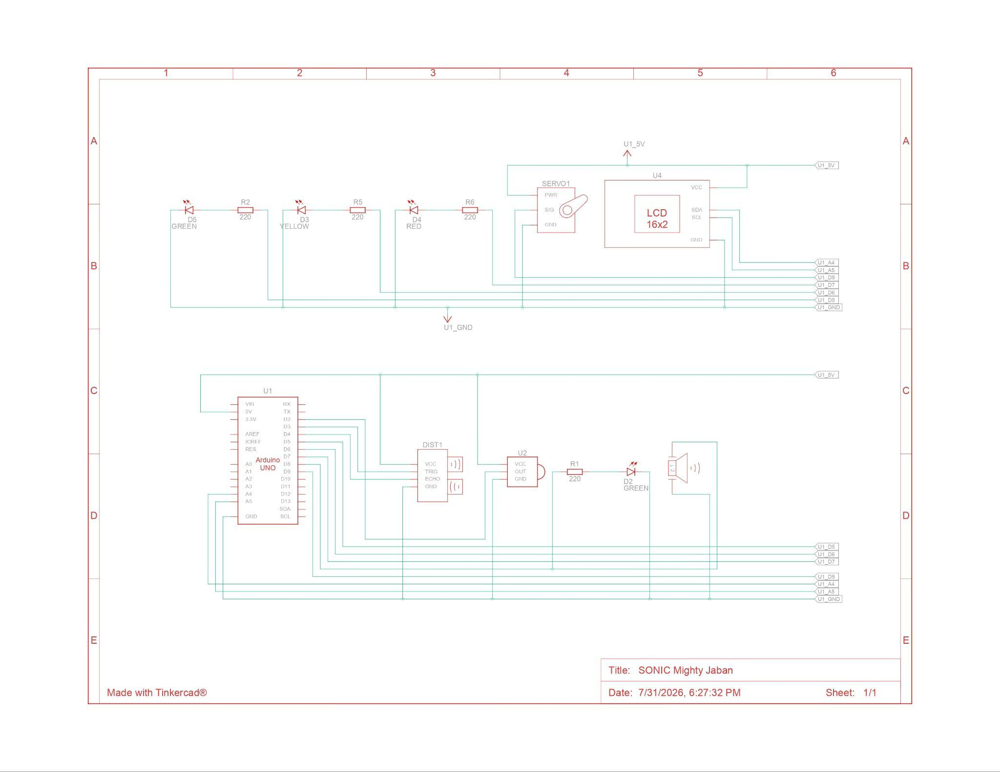 1 2 3 4 5 6
A A
U1_5V
U1_5V
U4
SERVO1
VCC
PWR
R2 R5 R6
220 220 220
SIG
SDA
LCD
16x2
SCL
D5 D3 D4
GREEN YELLOW RED
GND
GND
B B
U1_A4
U1_A5
U1_D9
U1_D7
U1_D6
U1_D5
U1_GND
U1_GND
U1_5V
C C
U1
VIN RX
5V TX
3.3V D2
D3
AREF D4
IOREF D5
RES D6
D7
Arduino
UNO
A0 D8
A1 D9
A2 D10
A3 D11
A4 D12
A5 D13
SDA
GND SCL
DIST1
VCC
TRIG
ECHO
GND
U2
VCC
OUT
GND
R1
220
D2
GREEN
1 2
D D
U1_D5
U1_D6
U1_D7
U1_D9
U1_A4
U1_A5
U1_GND
E E
Title: SONIC Mighty Jaban
Made with Tinkercad®
Date: 7/31/2026, 6:27:32 PM Sheet: 1/1